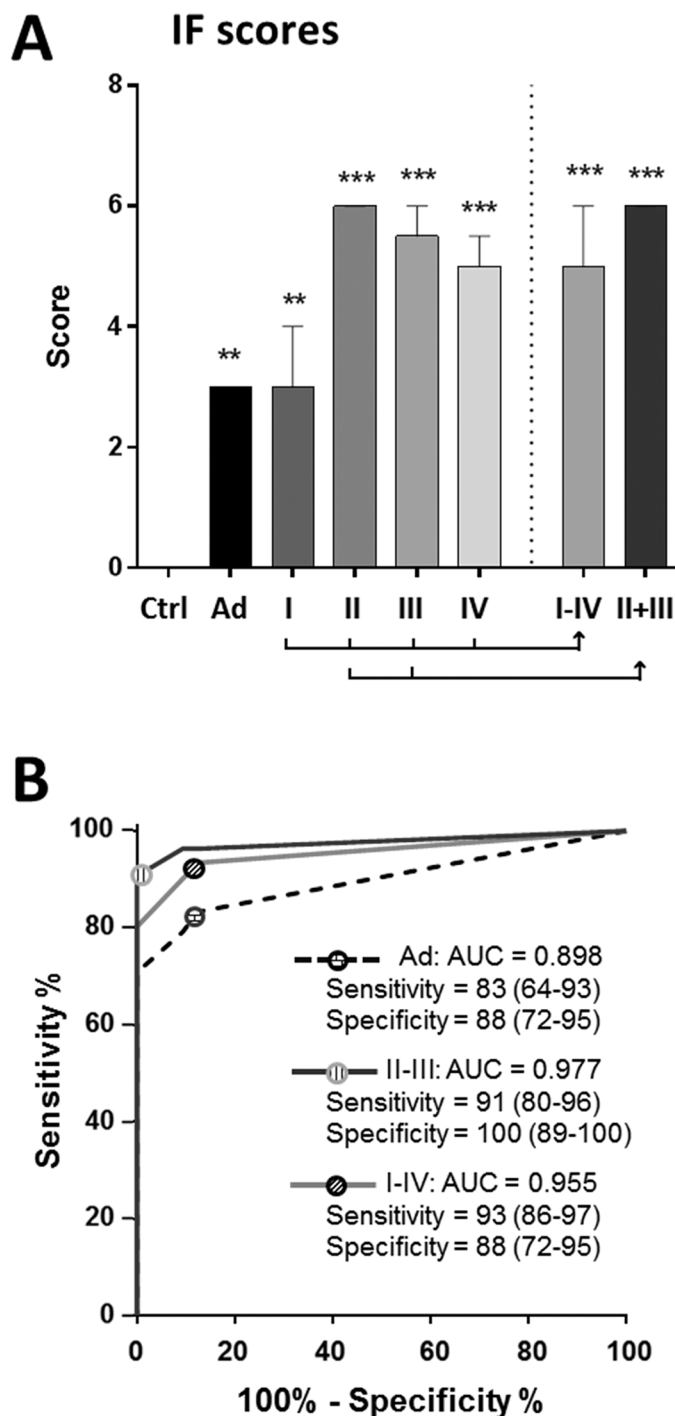 A
IF scores
8
6
4
2
0
Score
**
**
***
***
***
***
***
Ctrl Ad I II III IV I-IV II+III
B
100
80
60
40
20
0
Sensitivity %
Ad: AUC = 0.898
Sensitivity = 83 (64-93)
Specificity = 88 (72-95)
II-III: AUC = 0.977
Sensitivity = 91 (80-96)
Specificity = 100 (89-100)
I-IV: AUC = 0.955
Sensitivity = 93 (86-97)
Specificity = 88 (72-95)
0 20 40 60 80 100
100% - Specificity %